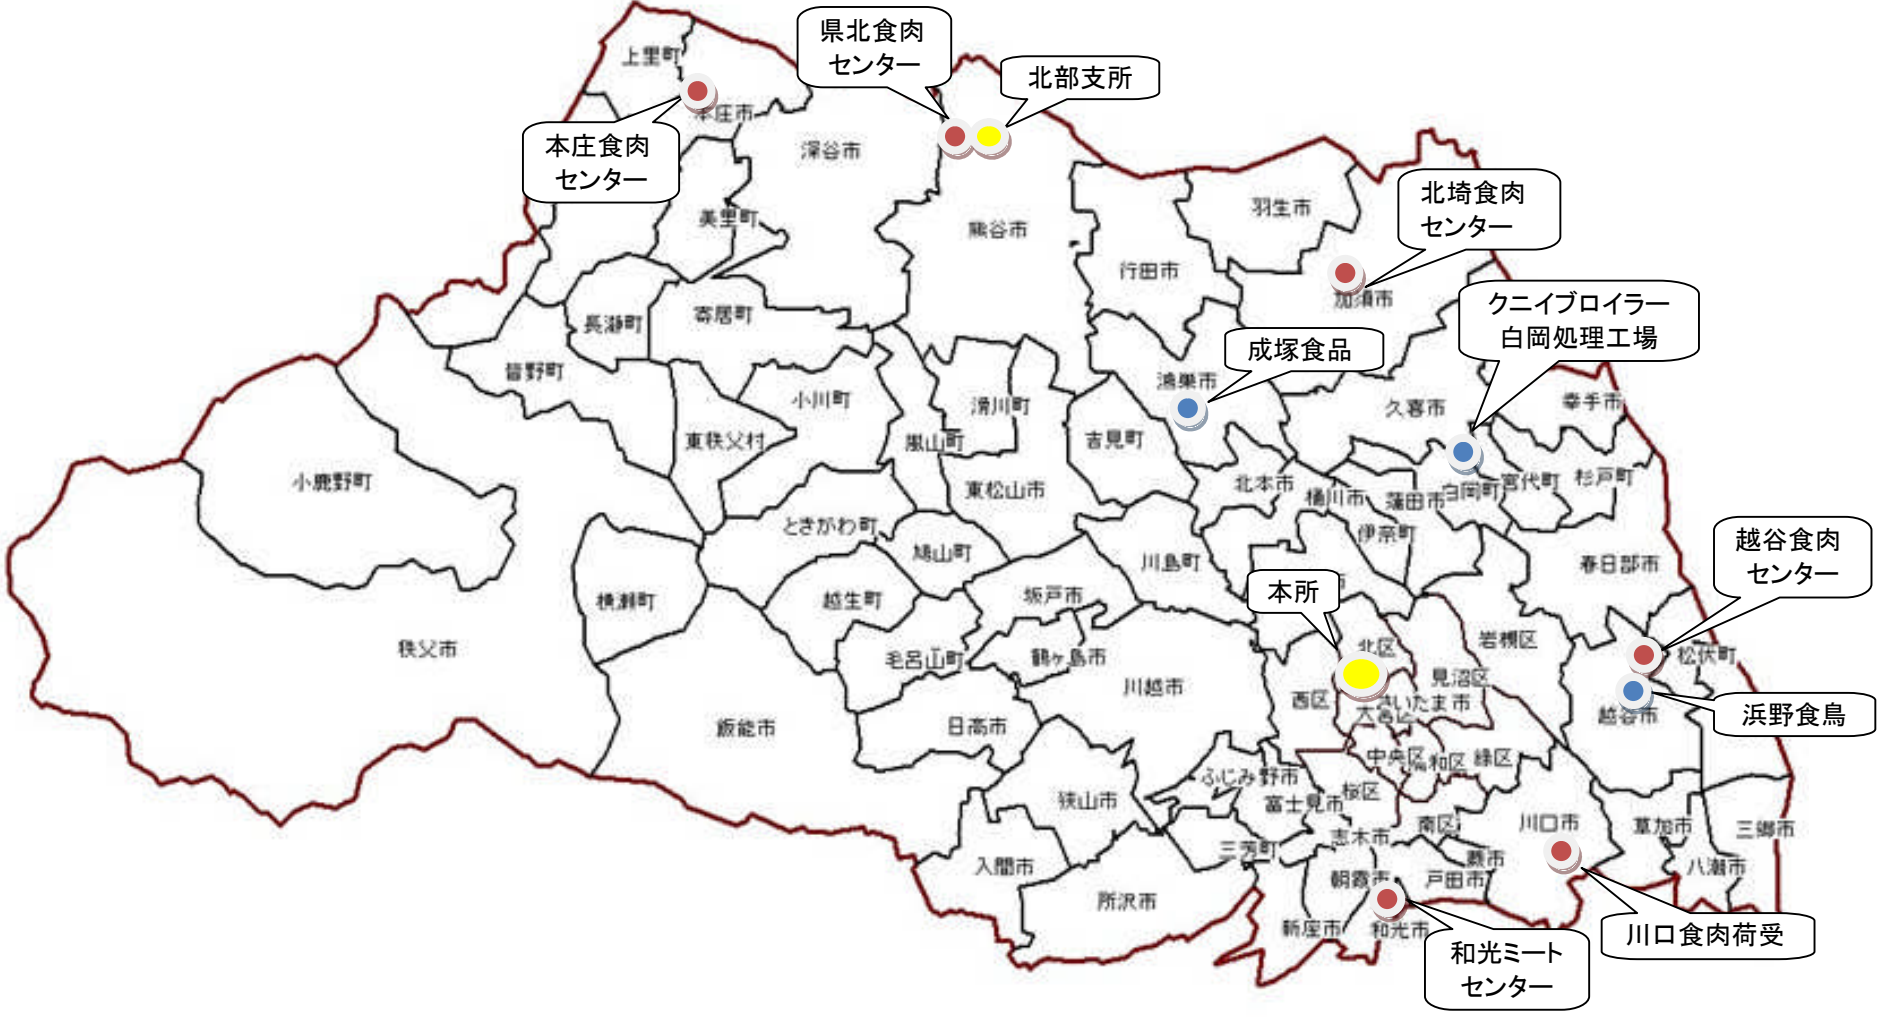 県北食肉
センター
北部支所
上里町
本庄市
本庄食肉
センター
深谷市
北埼食肉
センター
羽生市
美里町
熊谷市
行田市
加須市
クニイブロイラー
白岡処理工場
長瀞町
寄居町
成塚食品
皆野町
鴻巣市
小川町
滑川町
久喜市
幸手市
東秩父村
嵐山町
吉見町
小鹿野町
東松山市
北本市
桶川市
蓮田市
白岡町
宮代町
杉戸町
ときがわ町
鳩山町
川島町
伊奈町
春日部市
越谷食肉
センター
本所
市
横瀬町
越生町
坂戸市
秩父市
毛呂山町
鶴ヶ島市
川越市
北区
岩槻区
見沼区
松伏町
西区
さいたま市
大宮区
越谷市
浜野食鳥
飯能市
日高市
中央区
浦和区
緑区
ふじみ野市
富士見市
桜区
狭山市
南区
川口市
草加市
三郷市
志木市
三芳町
蕨市
入間市
朝霞市
戸田市
八潮市
所沢市
新座市
和光市
川口食肉荷受
和光ミート
センター